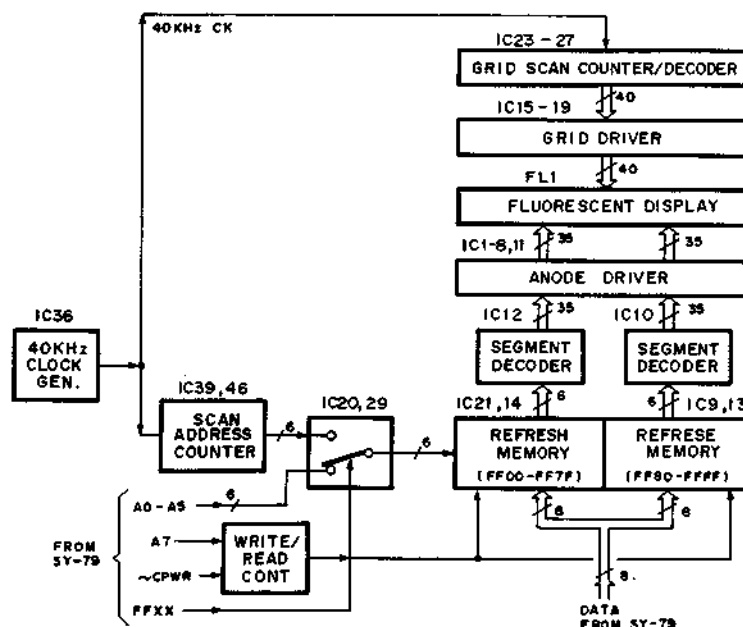 40KHz CK
IC23-27
GRID SCAN COUNTER/DECODER
40
IC15-19
GRID DRIVER
40
FL1
FLUORESCENT DISPLAY
IC1-8,11
35
35
ANODE DRIVER
IC12
35
IC10
35
SEGMENT
DECODER
SEGMENT
DECODER
IC36
40KHz
CLOCK
GEN.
IC39,46
SCAN
ADDRESS
COUNTER
6
IC20,29
6
IC21,14
6
6
IC9,13
REFRESH
MEMORY
(FF00-FF7F)
REFRESE
MEMORY
(FF80-FFFF)
FROM
SY-79
A0-A5
6
A7
~CPWR
FFXX
WRITE/
READ
CONT
8
8.
DATA
FROM SY-79